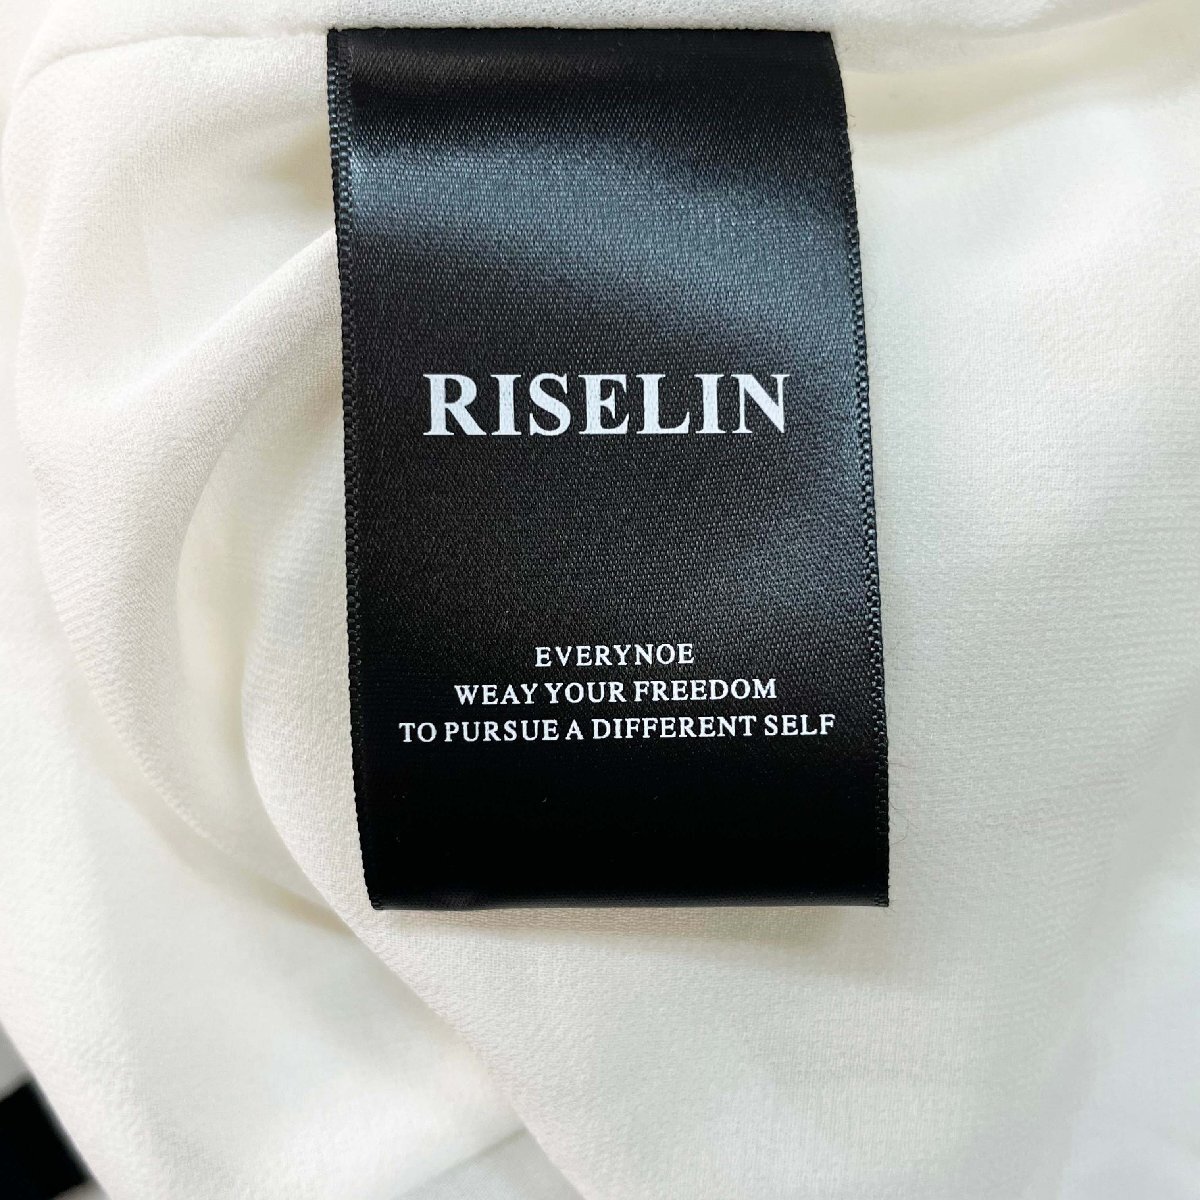 RISELIN
EVERYNOE
WEAY YOUR FREEDOM
TO PURSUE A DIFFERENT SELF